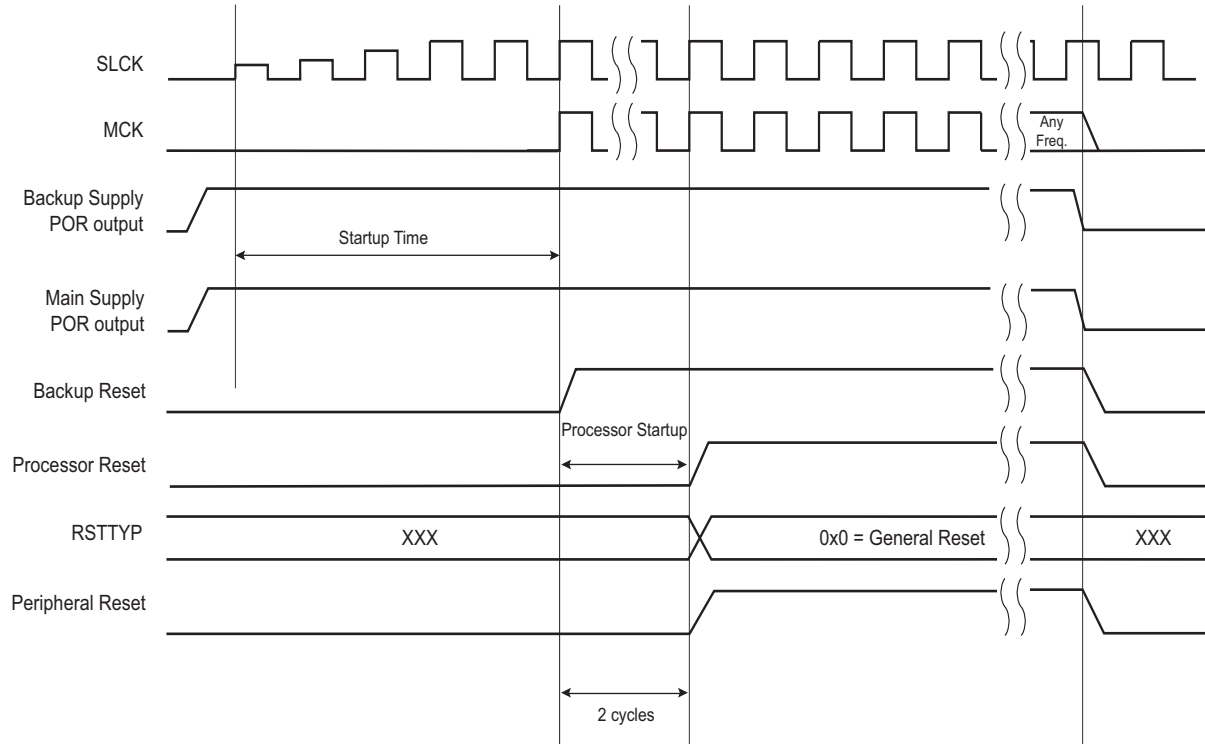 SLCK
MCK
Any
Freq.
Backup Supply
POR output
Startup Time
Main Supply
POR output
Backup Reset
Processor Startup
Processor Reset
RSTTYP
XXX
0x0 = General Reset
XXX
Peripheral Reset
2 cycles